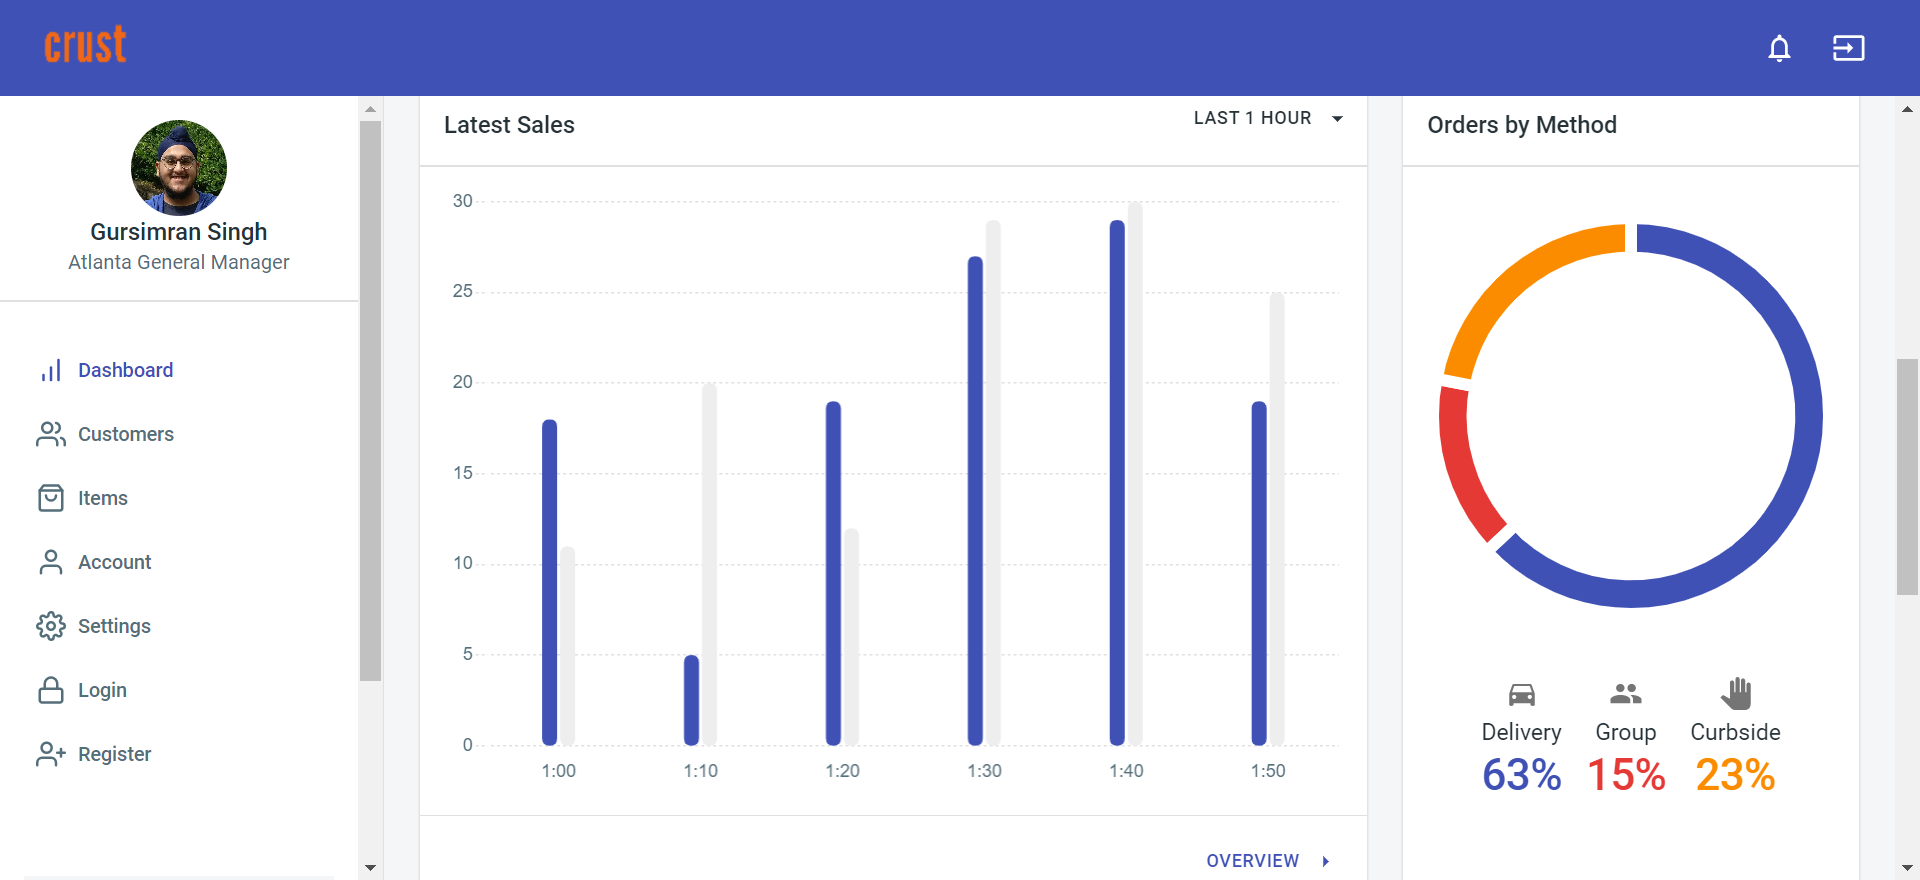 crust
Gursimran Singh
Atlanta General Manager
Dashboard
Customers
Items
Account
Settings
Login
Register
Latest Sales
LAST 1 HOUR
30
25
20
15
10
5
0
1:00 1:10 1:20 1:30 1:40 1:50
OVERVIEW
Orders by Method
Delivery Group Curbside
63% 15% 23%